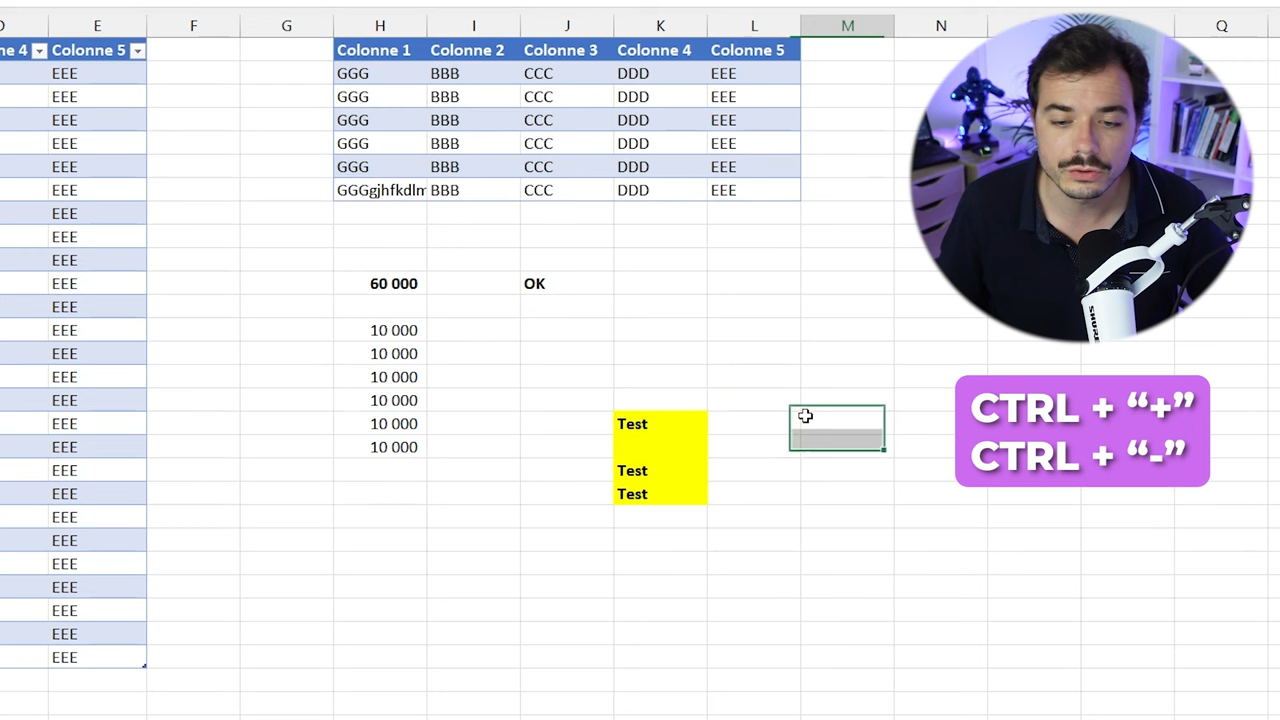 E F G H I J K L M N Q
ne 4 Colonne 5 Colonne 1 Colonne 2 Colonne 3 Colonne 4 Colonne 5
EEE GGG BBB CCC DDD EEE
EEE GGG BBB CCC DDD EEE
EEE GGG BBB CCC DDD EEE
EEE GGG BBB CCC DDD EEE
EEE GGG BBB CCC DDD EEE
EEE GGGgjhfkdlm BBB CCC DDD EEE
EEE
EEE
EEE
EEE 60 000 OK
EEE
EEE 10 000
EEE 10 000
EEE 10 000
EEE 10 000
EEE 10 000 Test
EEE 10 000
EEE Test
EEE Test
EEE
EEE
EEE
EEE
EEE
EEE
EEE
SHURE
CTRL + “+”
CTRL + “-”